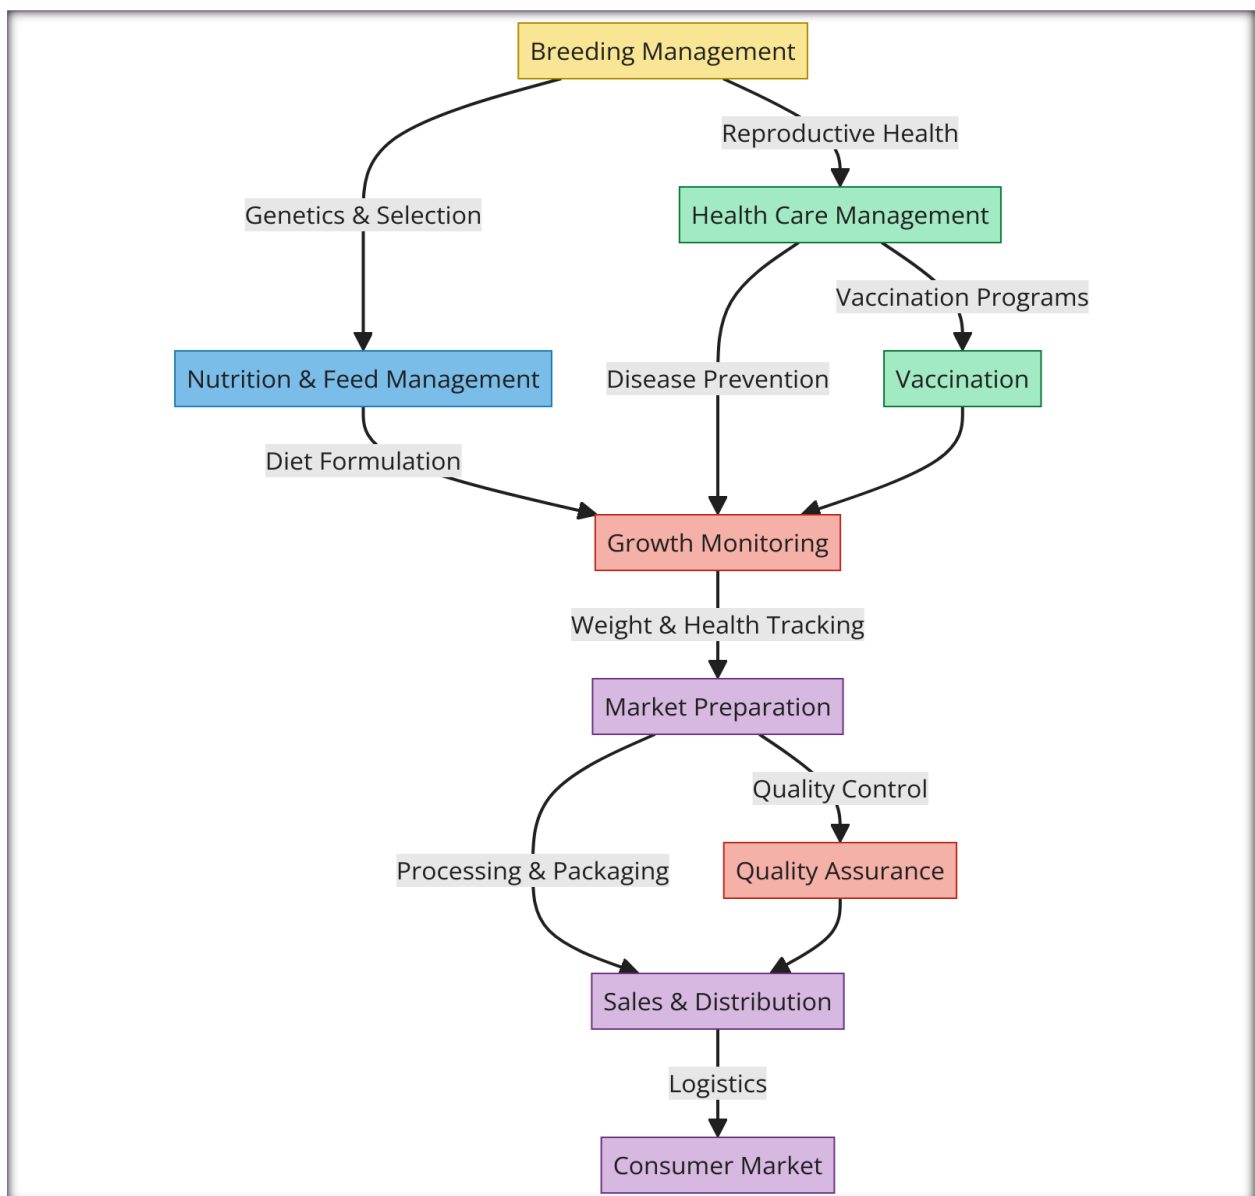 Breeding Management
Reproductive Health
Genetics & Selection
Health Care Management
Vaccination Programs
Nutrition & Feed Management
Disease Prevention
Vaccination
Diet Formulation
Growth Monitoring
Weight & Health Tracking
Market Preparation
Quality Control
Processing & Packaging
Quality Assurance
Sales & Distribution
Logistics
Consumer Market